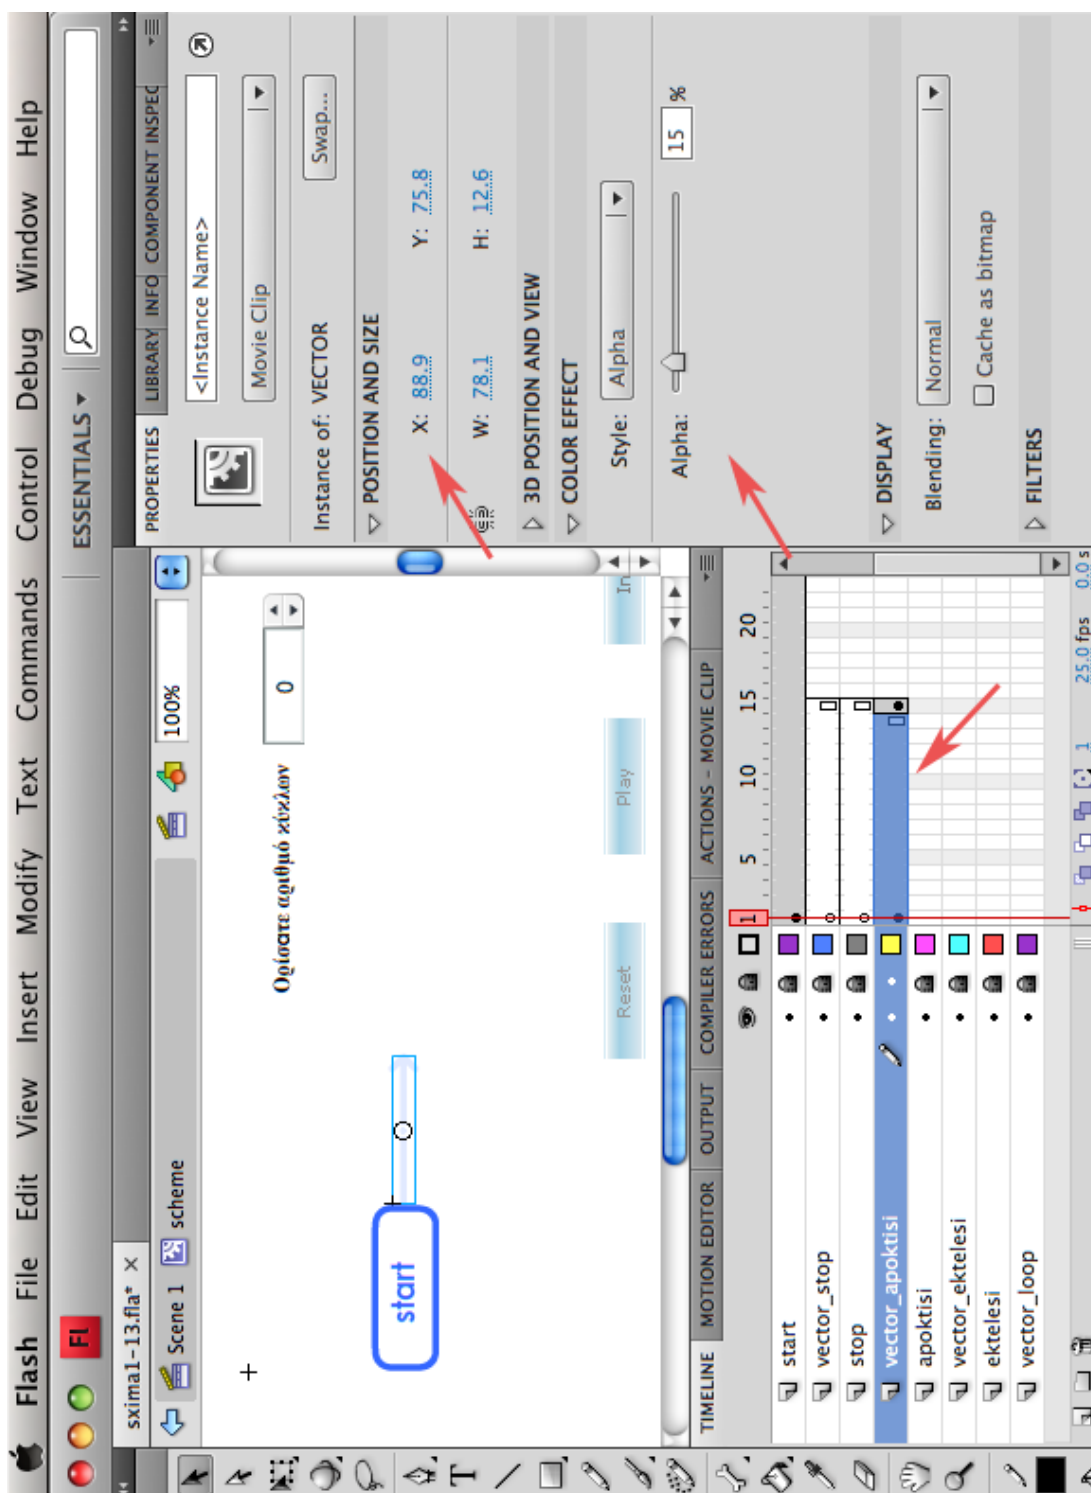 Flash File Edit View Insert Modify Text Commands Control Debug Window Help
FL ESSENTIALS
sxima1-13.fla*
Scene 1 scheme 100%
Ορίσατε αριθμό κύκλων 0
start
Reset Play In
PROPERTIES LIBRARY INFO COMPONENT INSPEC
<Instance Name>
Movie Clip
Instance of: VECTOR Swap...
POSITION AND SIZE
X: 88.9 Y: 75.8
W: 78.1 H: 12.6
3D POSITION AND VIEW
COLOR EFFECT
Style: Alpha
Alpha: 15 %
DISPLAY
Blending: Normal
Cache as bitmap
FILTERS
TIMELINE MOTION EDITOR OUTPUT COMPILER ERRORS ACTIONS - MOVIE CLIP
1 5 10 15 20
start
vector_stop
stop
vector_apoktisi
apoktisi
vector_ektelesi
ektelesi
vector_loop
1 25.0 fps 0.0 s